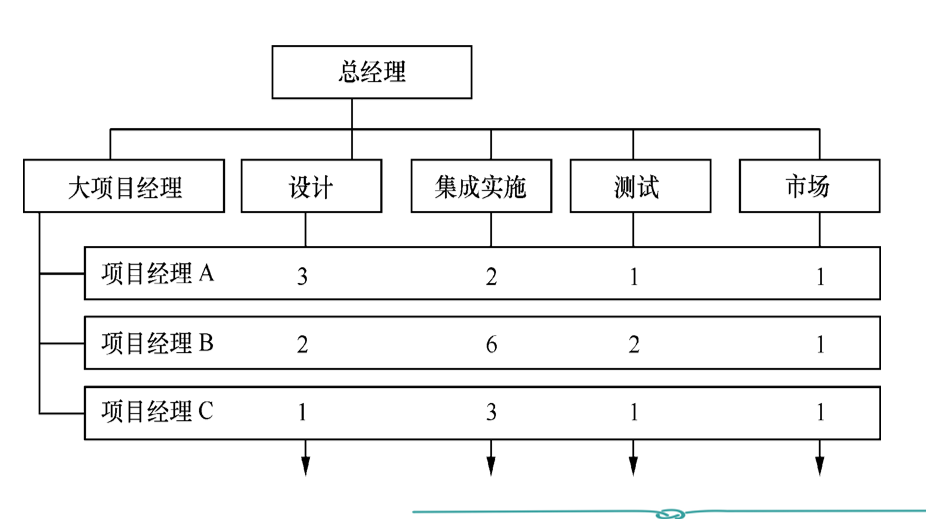 总经理
大项目经理 设计 集成实施 测试 市场
项目经理 A 3 2 1 1
项目经理 B 2 6 2 1
项目经理 C 1 3 1 1